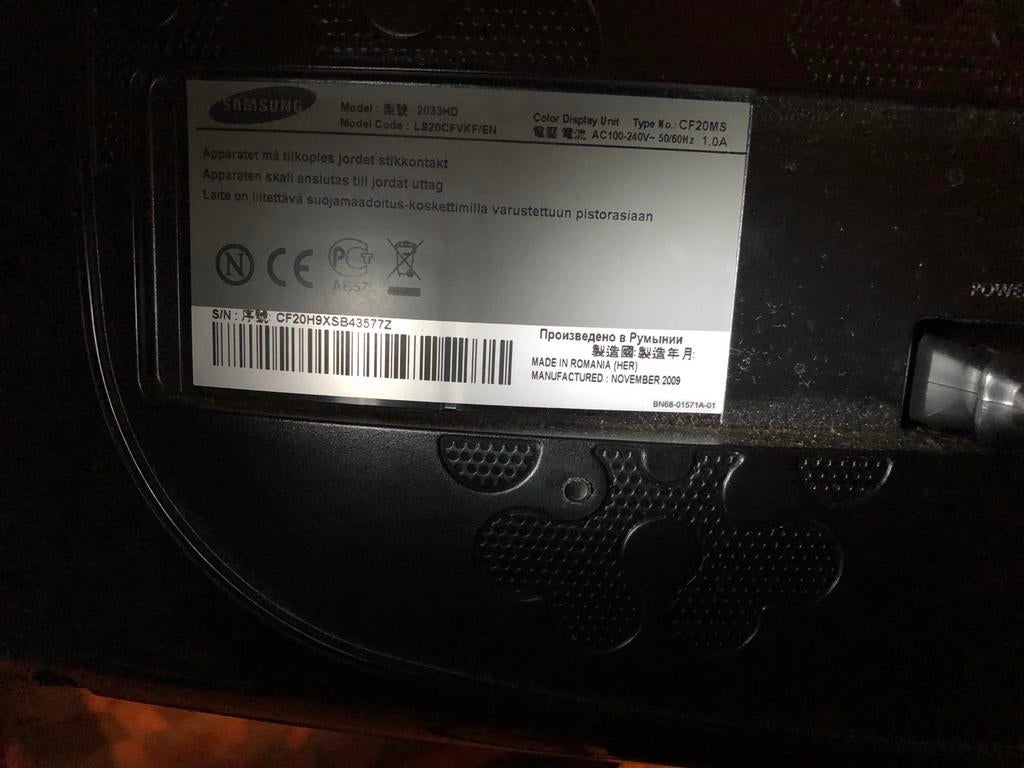 SAMSUNG
Model : 型號 2033HD
Model Code : LS20CFVKF/EN
Color Display Unit Type No.: CF20MS
電壓 電流 AC100-240V~ 50/60Hz 1.0A
Apparatet må tilkoples jordet stikkontakt
Apparaten skall anslutas till jordat uttag
Laite on liitettävä suojamaadoitus-koskettimilla varustettuun pistorasiaan
N CE PCT
AB57
S/N : 序號: CF20H9XSB43577Z
Произведено в Румынии
製造國:製造年月:
MADE IN ROMANIA (HER)
MANUFACTURED : NOVEMBER 2009
BN68-01571A-01